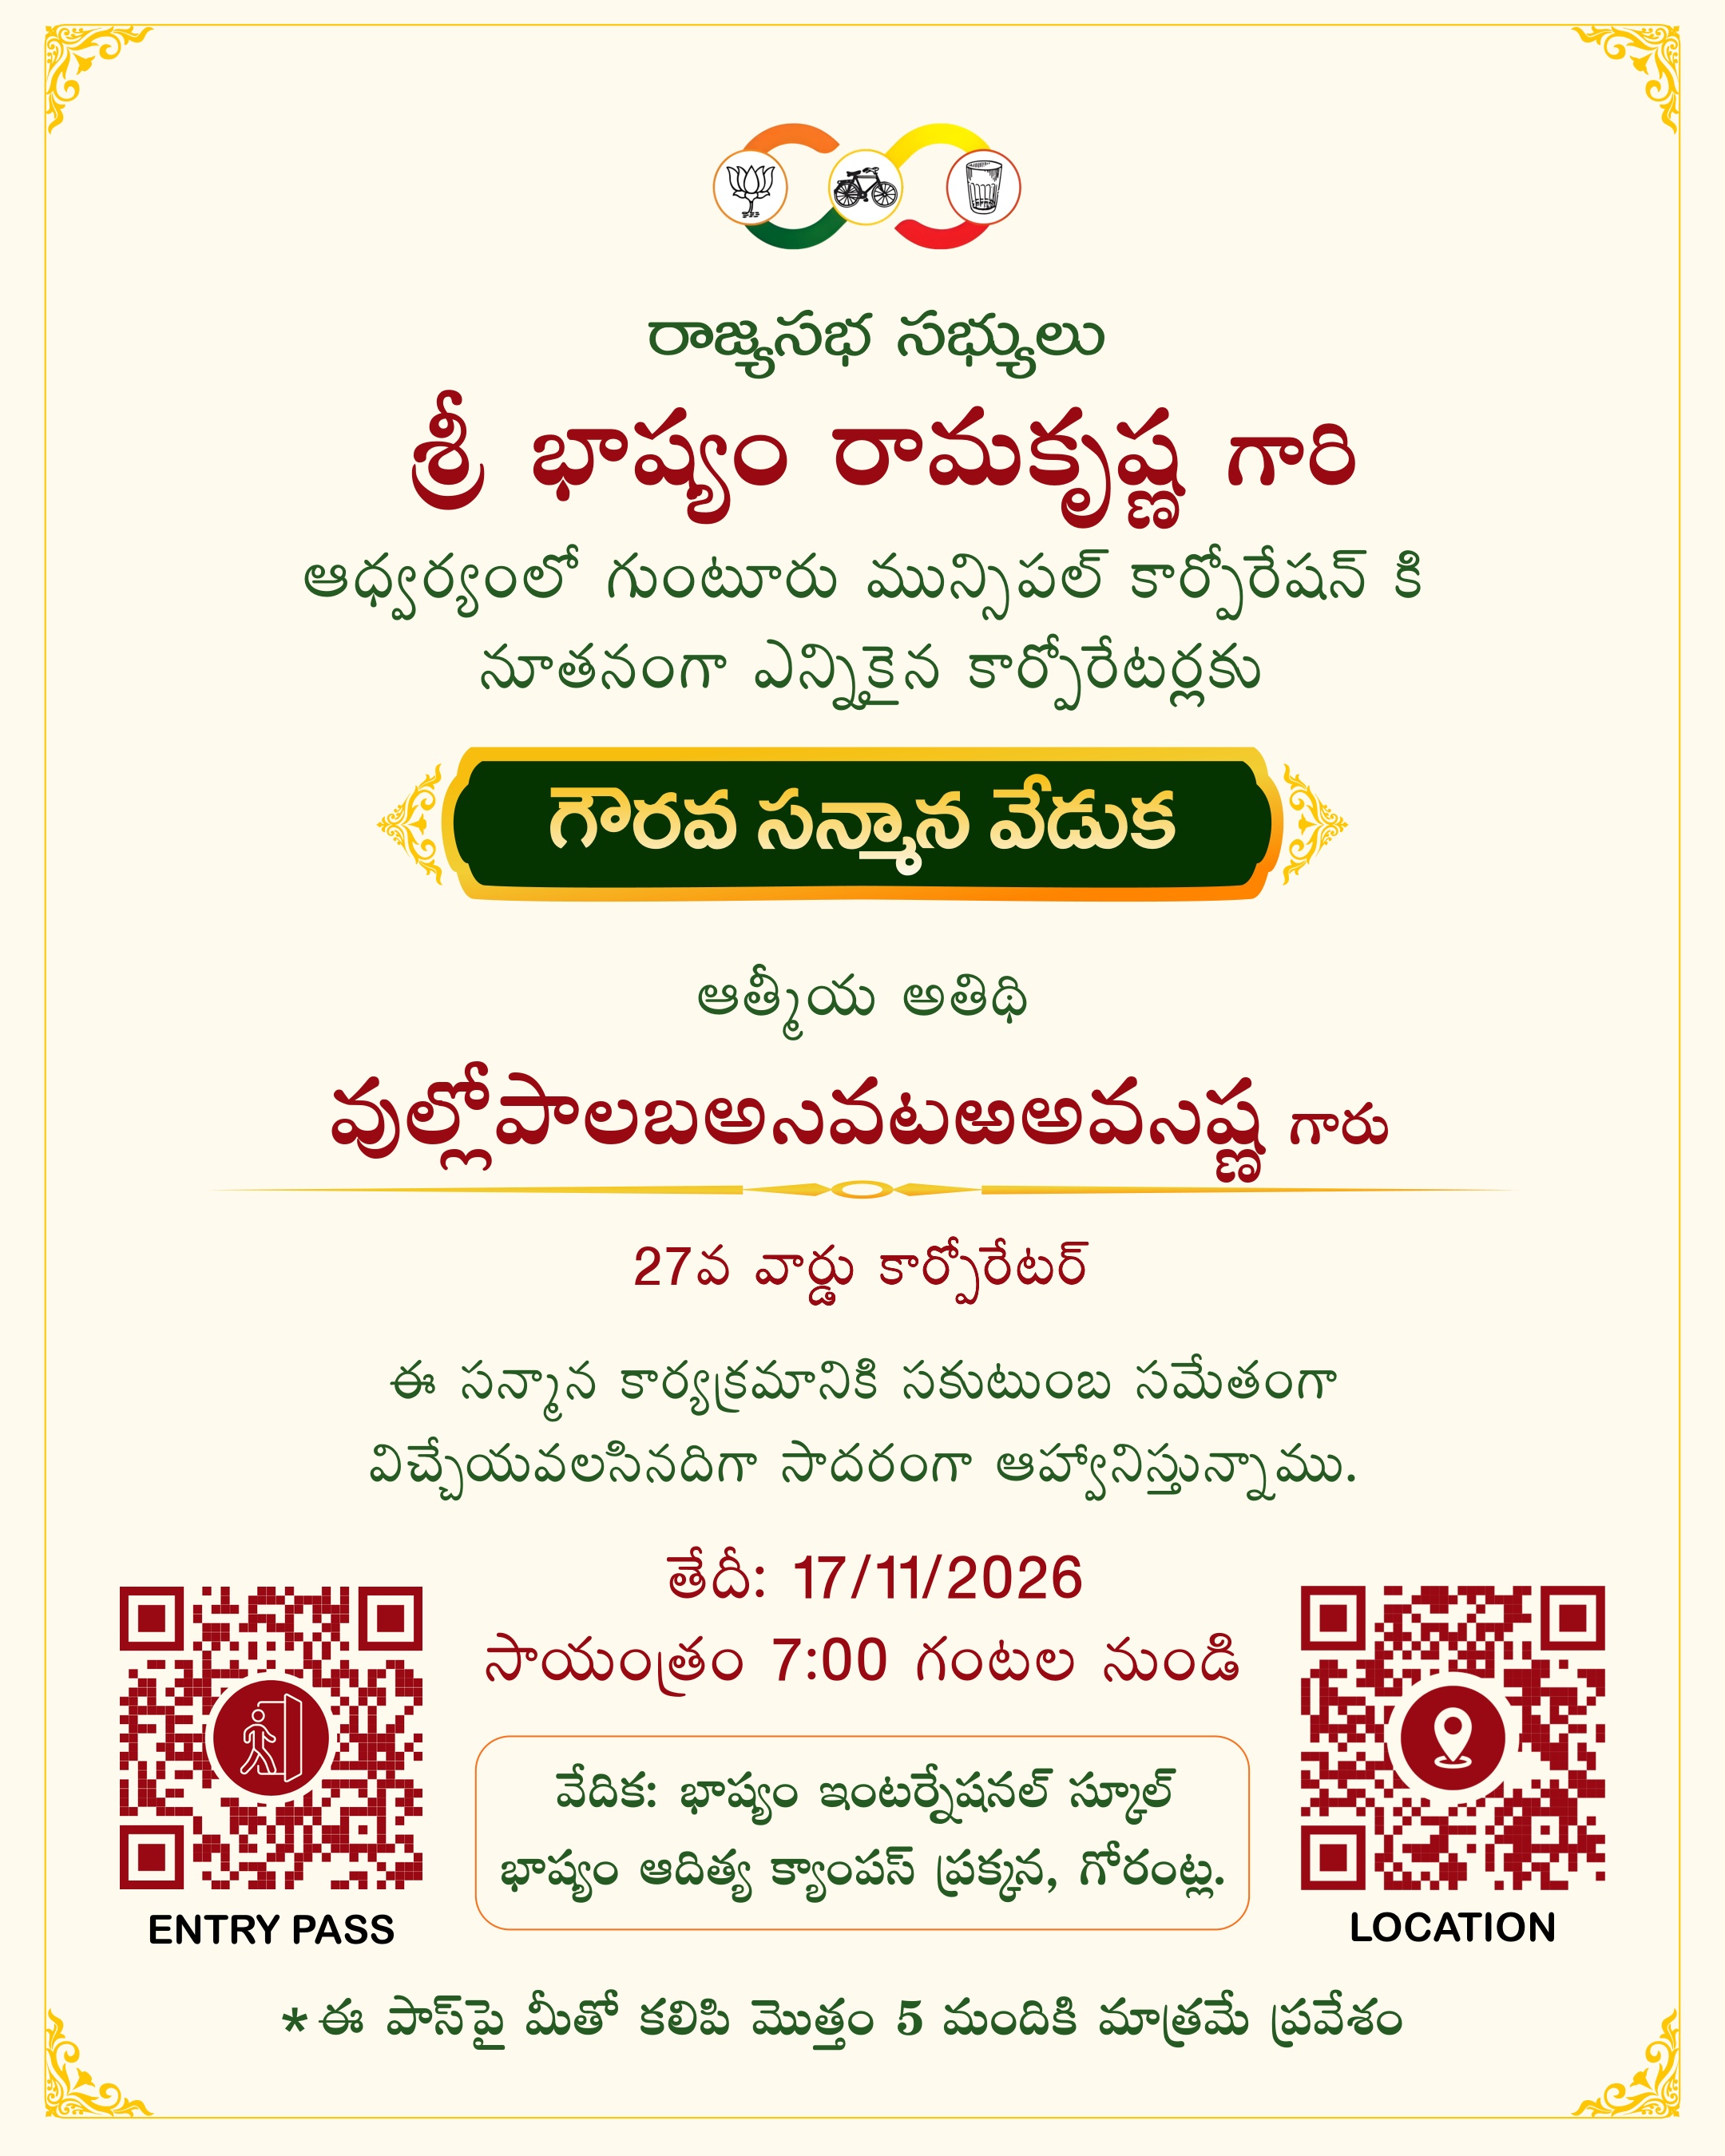 రాజ్యసభ సభ్యులు
శ్రీ భాష్యం రామకృష్ణ గారి
ఆధ్వర్యంలో గుంటూరు మున్సిపల్ కార్పోరేషన్ కి
నూతనంగా ఎన్నికైన కార్పోరేటర్లకు
గౌరవ సన్మాన వేడుక
ఆత్మీయ అతిథి
గారు
27వ వార్డు కార్పోరేటర్
ఈ సన్మాన కార్యక్రమానికి సకుటుంబ సమేతంగా
విచ్చేయవలసినదిగా సాదరంగా ఆహ్వానిస్తున్నాము.
తేదీ: 17/11/2026
సాయంత్రం 7:00 గంటల నుండి
వేదిక: భాష్యం ఇంటర్నేషనల్ స్కూల్
భాష్యం ఆదిత్య క్యాంపస్ ప్రక్కన, గోరంట్ల.
ENTRY PASS
LOCATION
*ఈ పాస్‌పై మీతో కలిపి మొత్తం 5 మందికి మాత్రమే ప్రవేశం